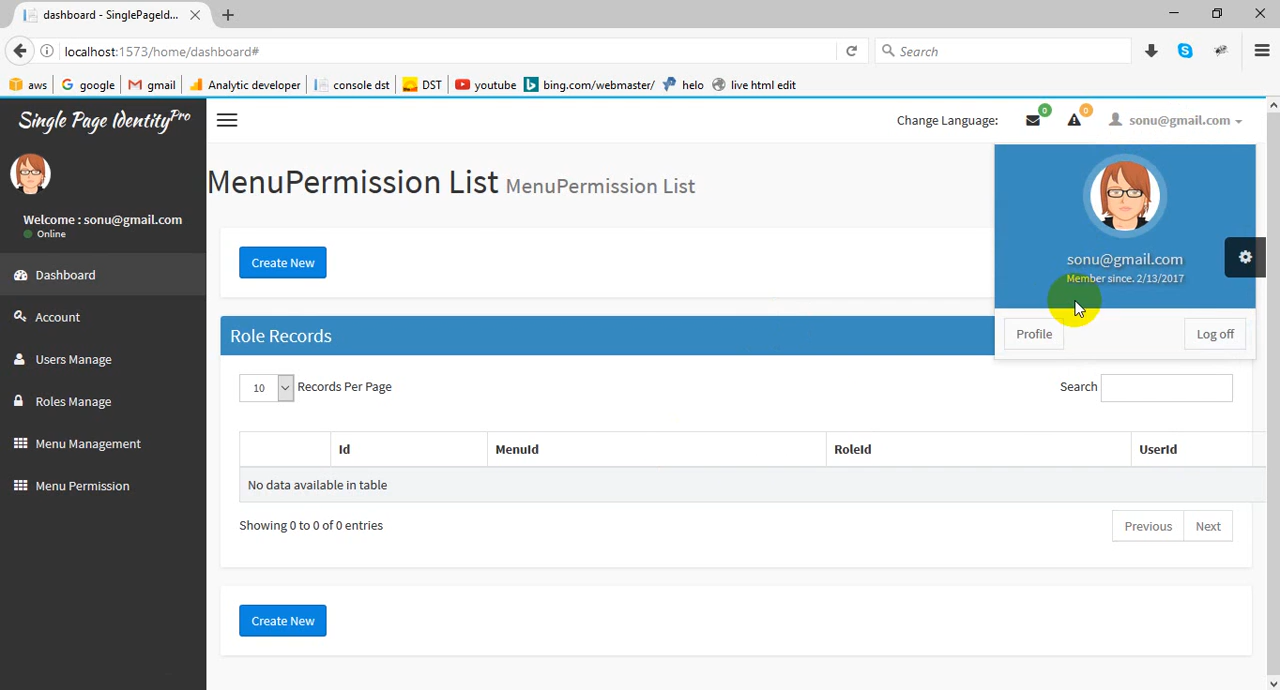 dashboard - SinglePageId...
localhost:1573/home/dashboard#
Search
aws
google
gmail
Analytic developer
console dst
DST
youtube
bing.com/webmaster/
helo
live html edit
Single Page Identity Pro
Change Language:
0
0
sonu@gmail.com
Welcome : sonu@gmail.com
Online
Dashboard
Account
Users Manage
Roles Manage
Menu Management
Menu Permission
MenuPermission List MenuPermission List
Create New
sonu@gmail.com
Member since. 2/13/2017
Profile
Log off
Role Records
10
Records Per Page
Search
Id
MenuId
RoleId
UserId
No data available in table
Showing 0 to 0 of 0 entries
Previous
Next
Create New